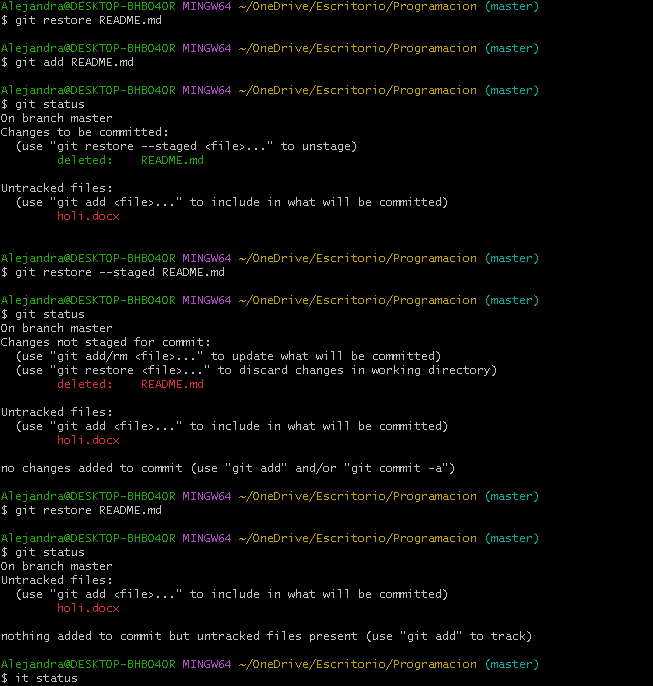 Alejandra@DESKTOP-BHBO4OR MINGW64 ~/OneDrive/Escritorio/Programacion (master)
$ git restore README.md

Alejandra@DESKTOP-BHBO4OR MINGW64 ~/OneDrive/Escritorio/Programacion (master)
$ git add README.md

Alejandra@DESKTOP-BHBO4OR MINGW64 ~/OneDrive/Escritorio/Programacion (master)
$ git status
On branch master
Changes to be committed:
  (use "git restore --staged <file>..." to unstage)
        deleted:    README.md

Untracked files:
  (use "git add <file>..." to include in what will be committed)
        holi.docx


Alejandra@DESKTOP-BHBO4OR MINGW64 ~/OneDrive/Escritorio/Programacion (master)
$ git restore --staged README.md

Alejandra@DESKTOP-BHBO4OR MINGW64 ~/OneDrive/Escritorio/Programacion (master)
$ git status
On branch master
Changes not staged for commit:
  (use "git add/rm <file>..." to update what will be committed)
  (use "git restore <file>..." to discard changes in working directory)
        deleted:    README.md

Untracked files:
  (use "git add <file>..." to include in what will be committed)
        holi.docx

no changes added to commit (use "git add" and/or "git commit -a")

Alejandra@DESKTOP-BHBO4OR MINGW64 ~/OneDrive/Escritorio/Programacion (master)
$ git restore README.md

Alejandra@DESKTOP-BHBO4OR MINGW64 ~/OneDrive/Escritorio/Programacion (master)
$ git status
On branch master
Untracked files:
  (use "git add <file>..." to include in what will be committed)
        holi.docx

nothing added to commit but untracked files present (use "git add" to track)

Alejandra@DESKTOP-BHBO4OR MINGW64 ~/OneDrive/Escritorio/Programacion (master)
$ it status